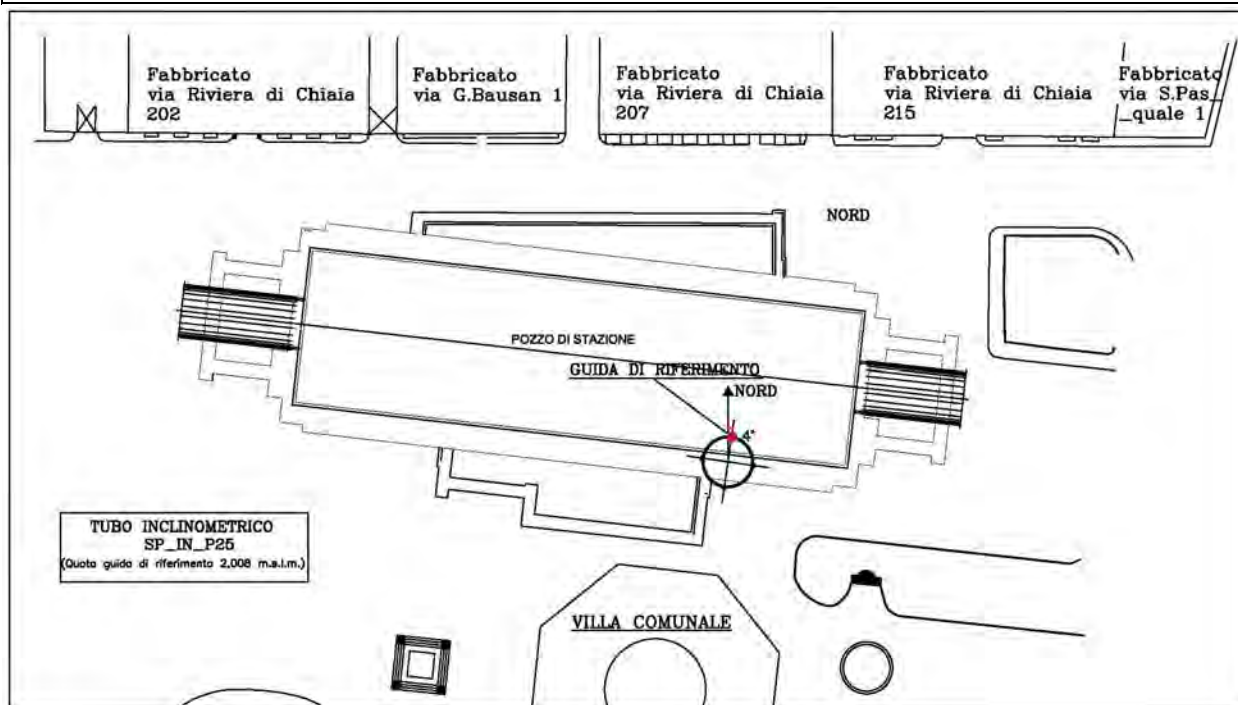 Fabbricato
via Riviera di Chiaia
202
Fabbricato
via G.Bausan 1
Fabbricato
via Riviera di Chiaia
207
Fabbricato
via Riviera di Chiaia
215
Fabbricato
via S.Pas_
_quale 1
NORD
POZZO DI STAZIONE
GUIDA DI RIFERIMENTO
NORD
4°
TUBO INCLINOMETRICO
SP_IN_P25
(Quota guida di riferimento 2,008 m.s.l.m.)
VILLA COMUNALE